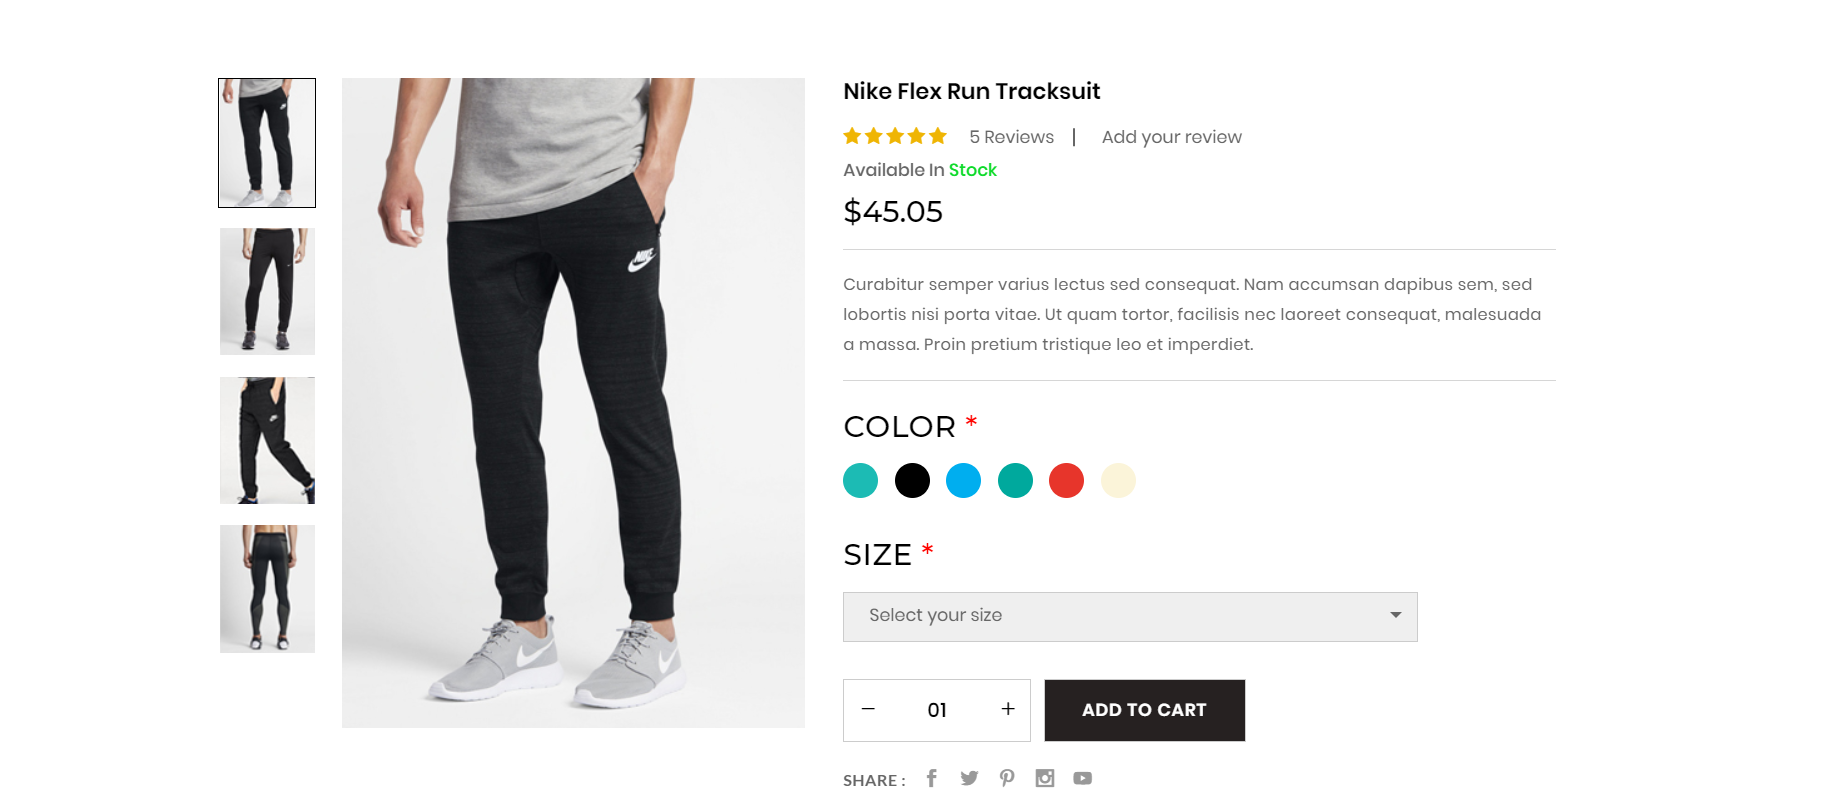 Nike Flex Run Tracksuit
5 Reviews | Add your review
Available In Stock
$45.05
Curabitur semper varius lectus sed consequat. Nam accumsan dapibus sem, sed
lobortis nisi porta vitae. Ut quam tortor, facilisis nec laoreet consequat, malesuada
a massa. Proin pretium tristique leo et imperdiet.
COLOR *
SIZE *
Select your size
− 01 +
ADD TO CART
SHARE :
NIKE